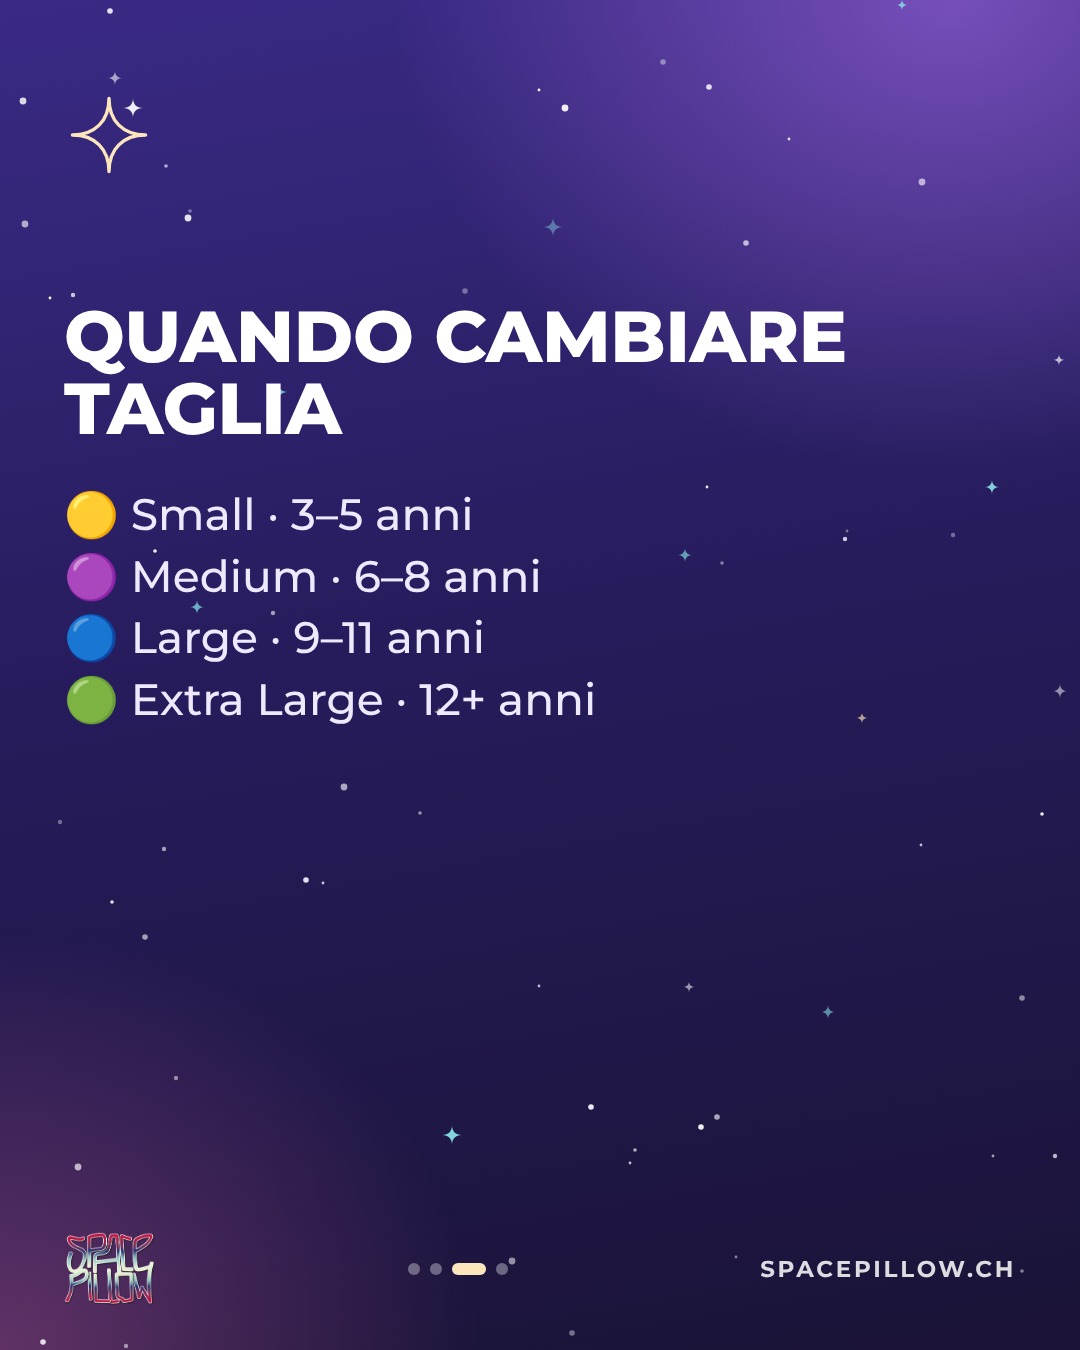 QUANDO CAMBIARE
TAGLIA
🟡 Small · 3–5 anni
🟣 Medium · 6–8 anni
🔵 Large · 9–11 anni
🟢 Extra Large · 12+ anni
SPACE
PILLOW
SPACEPILLOW.CH